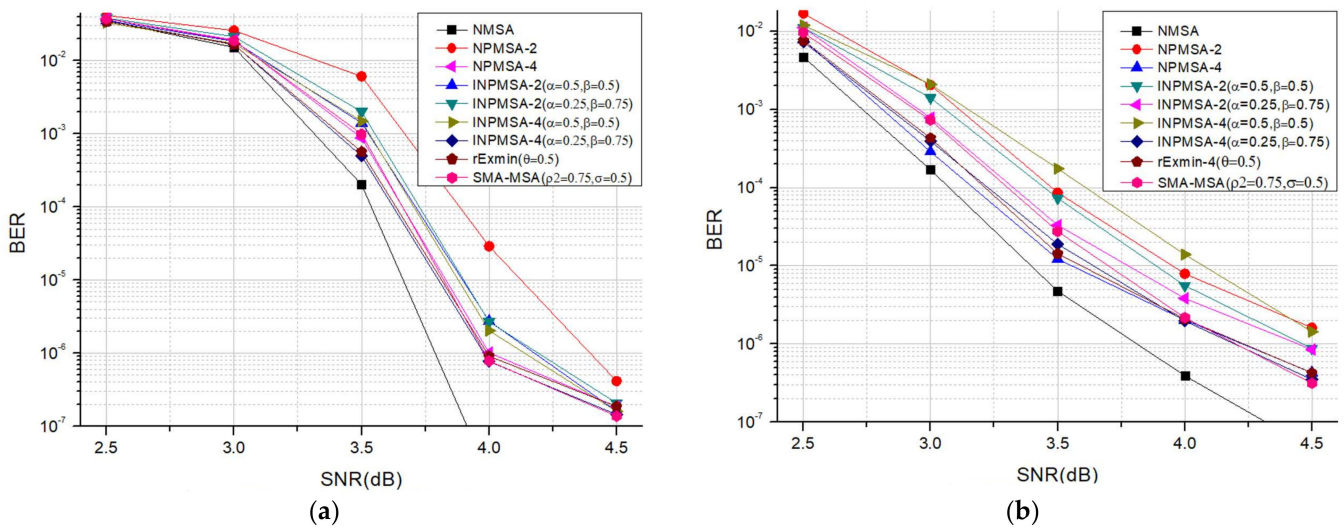 10^-2
10^-3
10^-4
10^-5
10^-6
10^-7
BER
2.5 3.0 3.5 4.0 4.5
SNR(dB)
NMSA
NPMSA-2
NPMSA-4
INPMSA-2(α=0.5,β=0.5)
INPMSA-2(α=0.25,β=0.75)
INPMSA-4(α=0.5,β=0.5)
INPMSA-4(α=0.25,β=0.75)
rExmin(θ=0.5)
SMA-MSA(ρ2=0.75,σ=0.5)
(a)
10^-2
10^-3
10^-4
10^-5
10^-6
10^-7
BER
2.5 3.0 3.5 4.0 4.5
SNR(dB)
NMSA
NPMSA-2
NPMSA-4
INPMSA-2(α=0.5,β=0.5)
INPMSA-2(α=0.25,β=0.75)
INPMSA-4(α=0.5,β=0.5)
INPMSA-4(α=0.25,β=0.75)
rExmin-4(θ=0.5)
SMA-MSA(ρ2=0.75,σ=0.5)
(b)